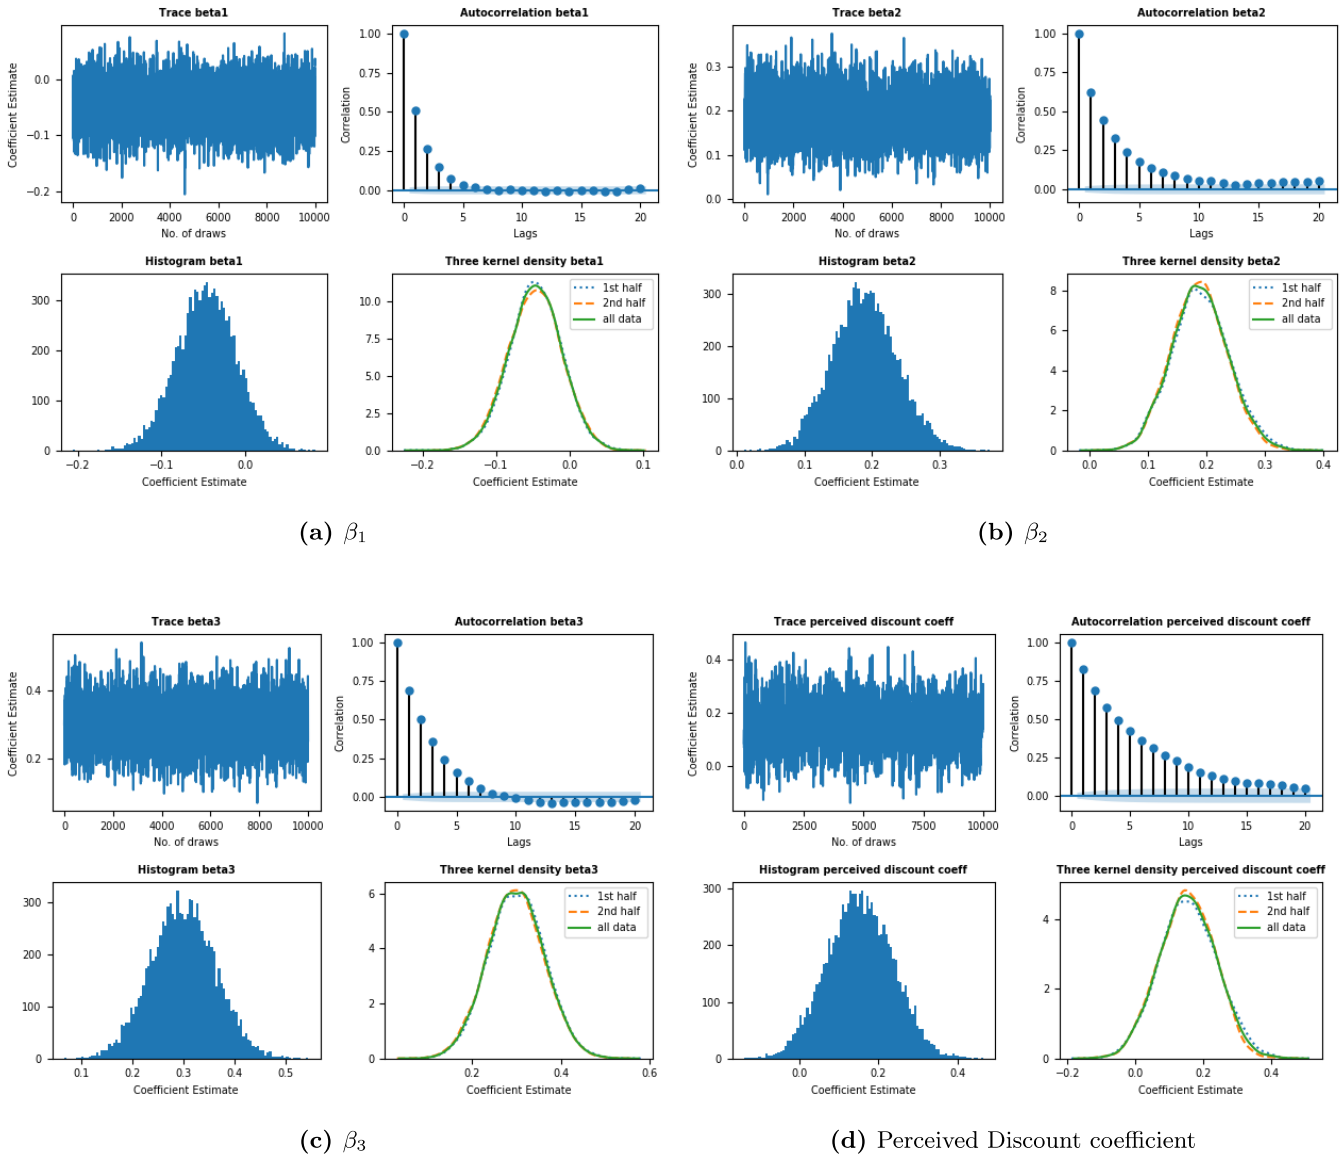 Trace beta1
Coefficient Estimate
0.0
−0.1
−0.2
0 2000 4000 6000 8000 10000
No. of draws
Autocorrelation beta1
Correlation
1.00
0.75
0.50
0.25
0.00
0 5 10 15 20
Lags
Trace beta2
Coefficient Estimate
0.3
0.2
0.1
0.0
0 2000 4000 6000 8000 10000
No. of draws
Autocorrelation beta2
Correlation
1.00
0.75
0.50
0.25
0.00
0 5 10 15 20
Lags
Histogram beta1
300
200
100
0
−0.2 −0.1 0.0
Coefficient Estimate
Three kernel density beta1
10.0
7.5
5.0
2.5
0.0
1st half
2nd half
all data
−0.2 −0.1 0.0 0.1
Coefficient Estimate
Histogram beta2
300
200
100
0
0.0 0.1 0.2 0.3
Coefficient Estimate
Three kernel density beta2
8
6
4
2
0
1st half
2nd half
all data
0.0 0.1 0.2 0.3 0.4
Coefficient Estimate
(a) β₁
(b) β₂
Trace beta3
Coefficient Estimate
0.4
0.2
0 2000 4000 6000 8000 10000
No. of draws
Autocorrelation beta3
Correlation
1.00
0.75
0.50
0.25
0.00
0 5 10 15 20
Lags
Trace perceived discount coeff
Coefficient Estimate
0.4
0.2
0.0
0 2500 5000 7500 10000
No. of draws
Autocorrelation perceived discount coeff
Correlation
1.00
0.75
0.50
0.25
0.00
0 5 10 15 20
Lags
Histogram beta3
300
200
100
0
0.1 0.2 0.3 0.4 0.5
Coefficient Estimate
Three kernel density beta3
6
4
2
0
1st half
2nd half
all data
0.2 0.4 0.6
Coefficient Estimate
Histogram perceived discount coeff
300
200
100
0
0.0 0.2 0.4
Coefficient Estimate
Three kernel density perceived discount coeff
4
2
0
1st half
2nd half
all data
−0.2 0.0 0.2 0.4
Coefficient Estimate
(c) β₃
(d) Perceived Discount coefficient